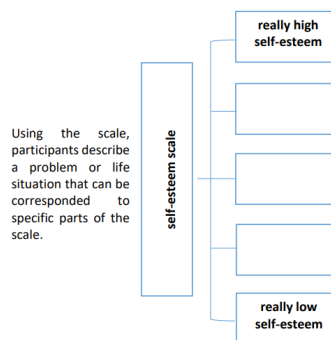 really high
self-esteem
Using the scale,
participants describe
a problem or life
situation that can be
corresponded to
specific parts of the
scale.
self-esteem scale
really low
self-esteem